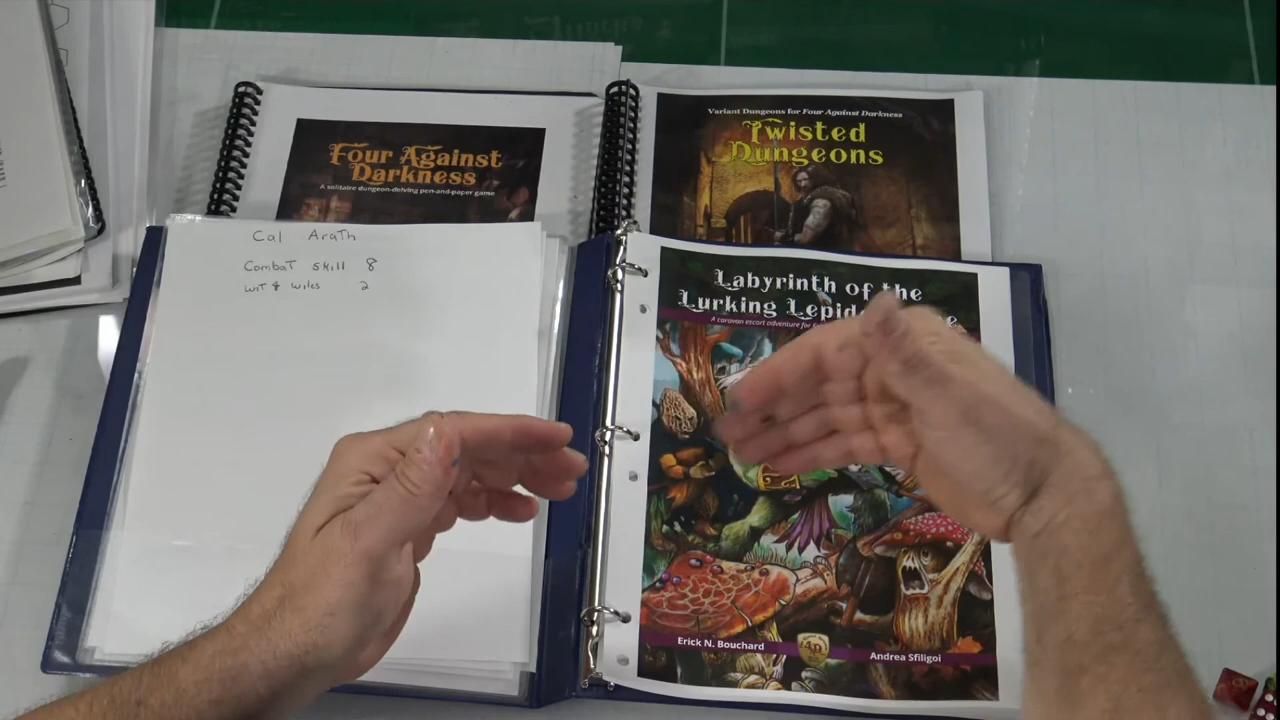 Four Against
Darkness
A solitaire dungeon-delving pen-and-paper game
Variant Dungeons for Four Against Darkness
Twisted
Dungeons
Cal Arath
Combat skill 8
Wit & Wiles 2
Labyrinth of the
Lurking
A caravan escort adventure for
Erick N. Bouchard
Andrea Sfiligoi